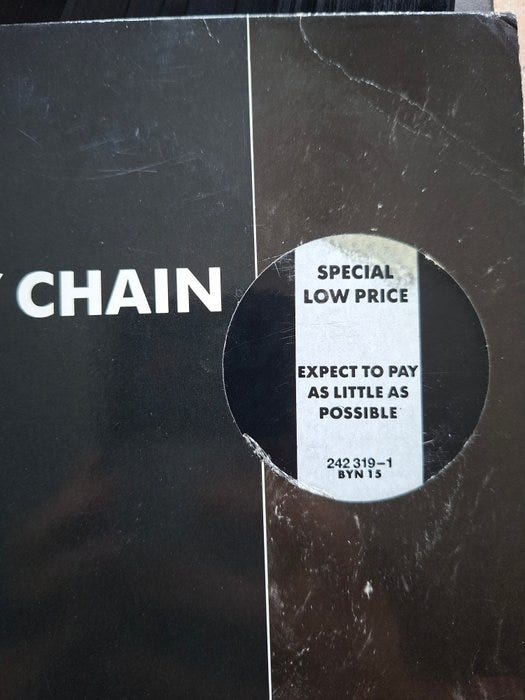 CHAIN
SPECIAL
LOW PRICE
EXPECT TO PAY
AS LITTLE AS
POSSIBLE
242 319-1
BYN 15